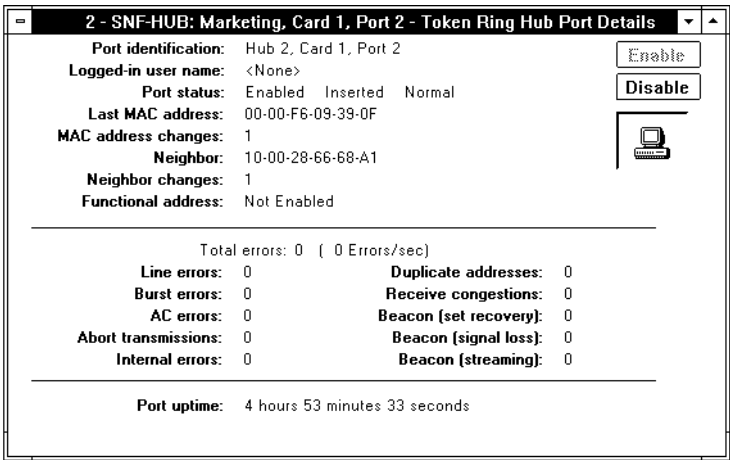 2 - SNF-HUB: Marketing, Card 1, Port 2 - Token Ring Hub Port Details
Port identification: Hub 2, Card 1, Port 2
Enable
Logged-in user name: <None>
Port status: Enabled Inserted Normal
Disable
Last MAC address: 00-00-F6-09-39-0F
MAC address changes: 1
Neighbor: 10-00-28-66-68-A1
Neighbor changes: 1
Functional address: Not Enabled
Total errors: 0 ( 0 Errors/sec)
Line errors: 0 Duplicate addresses: 0
Burst errors: 0 Receive congestions: 0
AC errors: 0 Beacon (set recovery): 0
Abort transmissions: 0 Beacon (signal loss): 0
Internal errors: 0 Beacon (streaming): 0
Port uptime: 4 hours 53 minutes 33 seconds